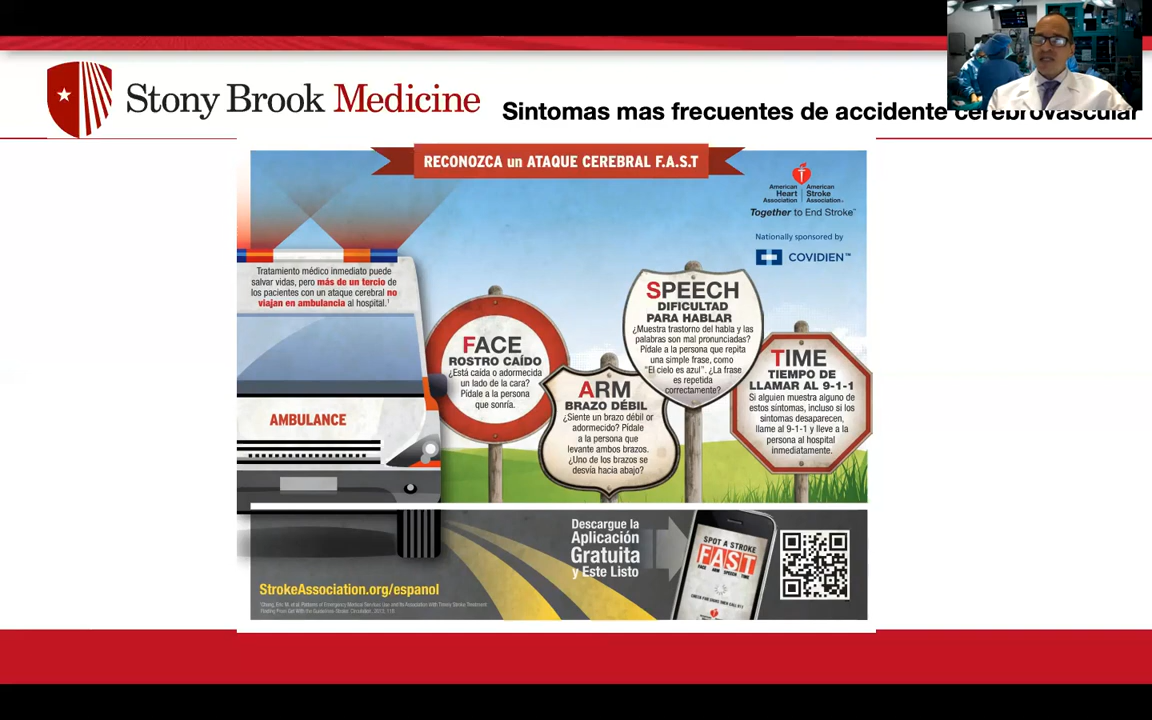 Stony Brook Medicine
Sintomas mas frecuentes de accidente cerebrovascular
RECONOZCA un ATAQUE CEREBRAL F.A.S.T
American Heart Association
American Stroke Association
Together to End Stroke™
Nationally sponsored by
COVIDIEN™
Tratamiento médico inmediato puede
salvar vidas, pero más de un tercio de
los pacientes con un ataque cerebral no
viajan en ambulancia al hospital.¹
AMBULANCE
FACE
ROSTRO CAÍDO
¿Está caída o adormecida
un lado de la cara?
Pídale a la persona
que sonría.
ARM
BRAZO DÉBIL
¿Siente un brazo débil or
adormecido? Pídale
a la persona que
levante ambos brazos.
¿Uno de los brazos se
desvía hacia abajo?
SPEECH
DIFICULTAD
PARA HABLAR
¿Muestra trastorno del habla y las
palabras son mal pronunciadas?
Pídale a la persona que repita
una simple frase, como
"El cielo es azul". ¿La frase
es repetida
correctamente?
TIME
TIEMPO DE
LLAMAR AL 9-1-1
Si alguien muestra alguno de
estos síntomas, incluso si los
síntomas desaparecen,
llame al 9-1-1 y lleve a la
persona al hospital
inmediatamente.
Descargue la
Aplicación
Gratuita
y Este Listo
SPOT A STROKE
FAST
FACE ARM SPEECH TIME
StrokeAssociation.org/espanol